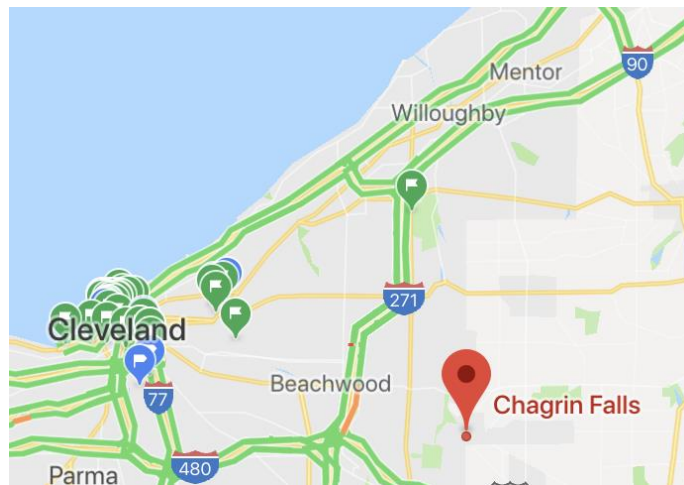 90
Mentor
Willoughby
271
Cleveland
Beachwood
77
Chagrin Falls
480
Parma